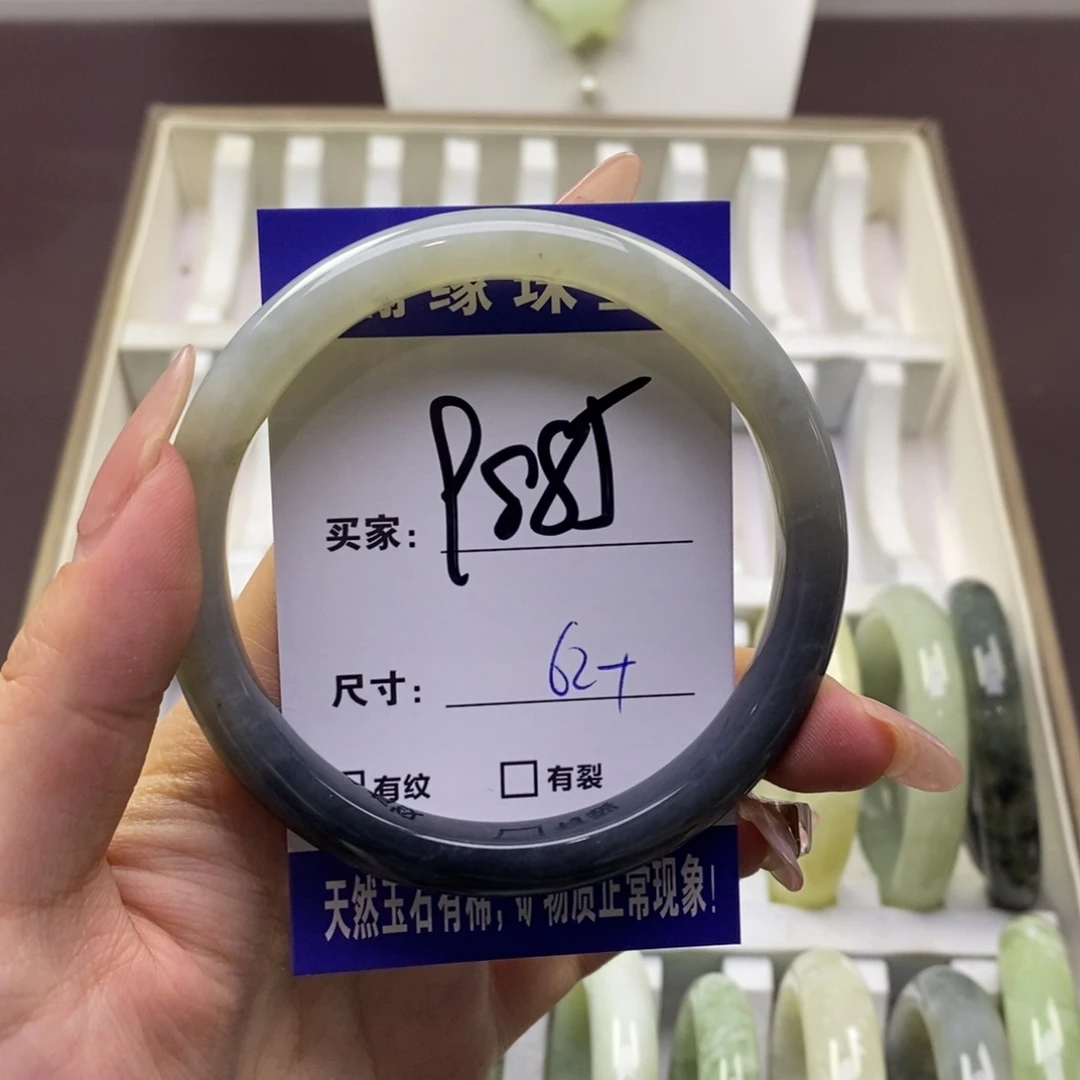 缘珠
买家: P585
尺寸: 62+
有纹 □有裂
天然玉石有棉,矿物质正常现象!